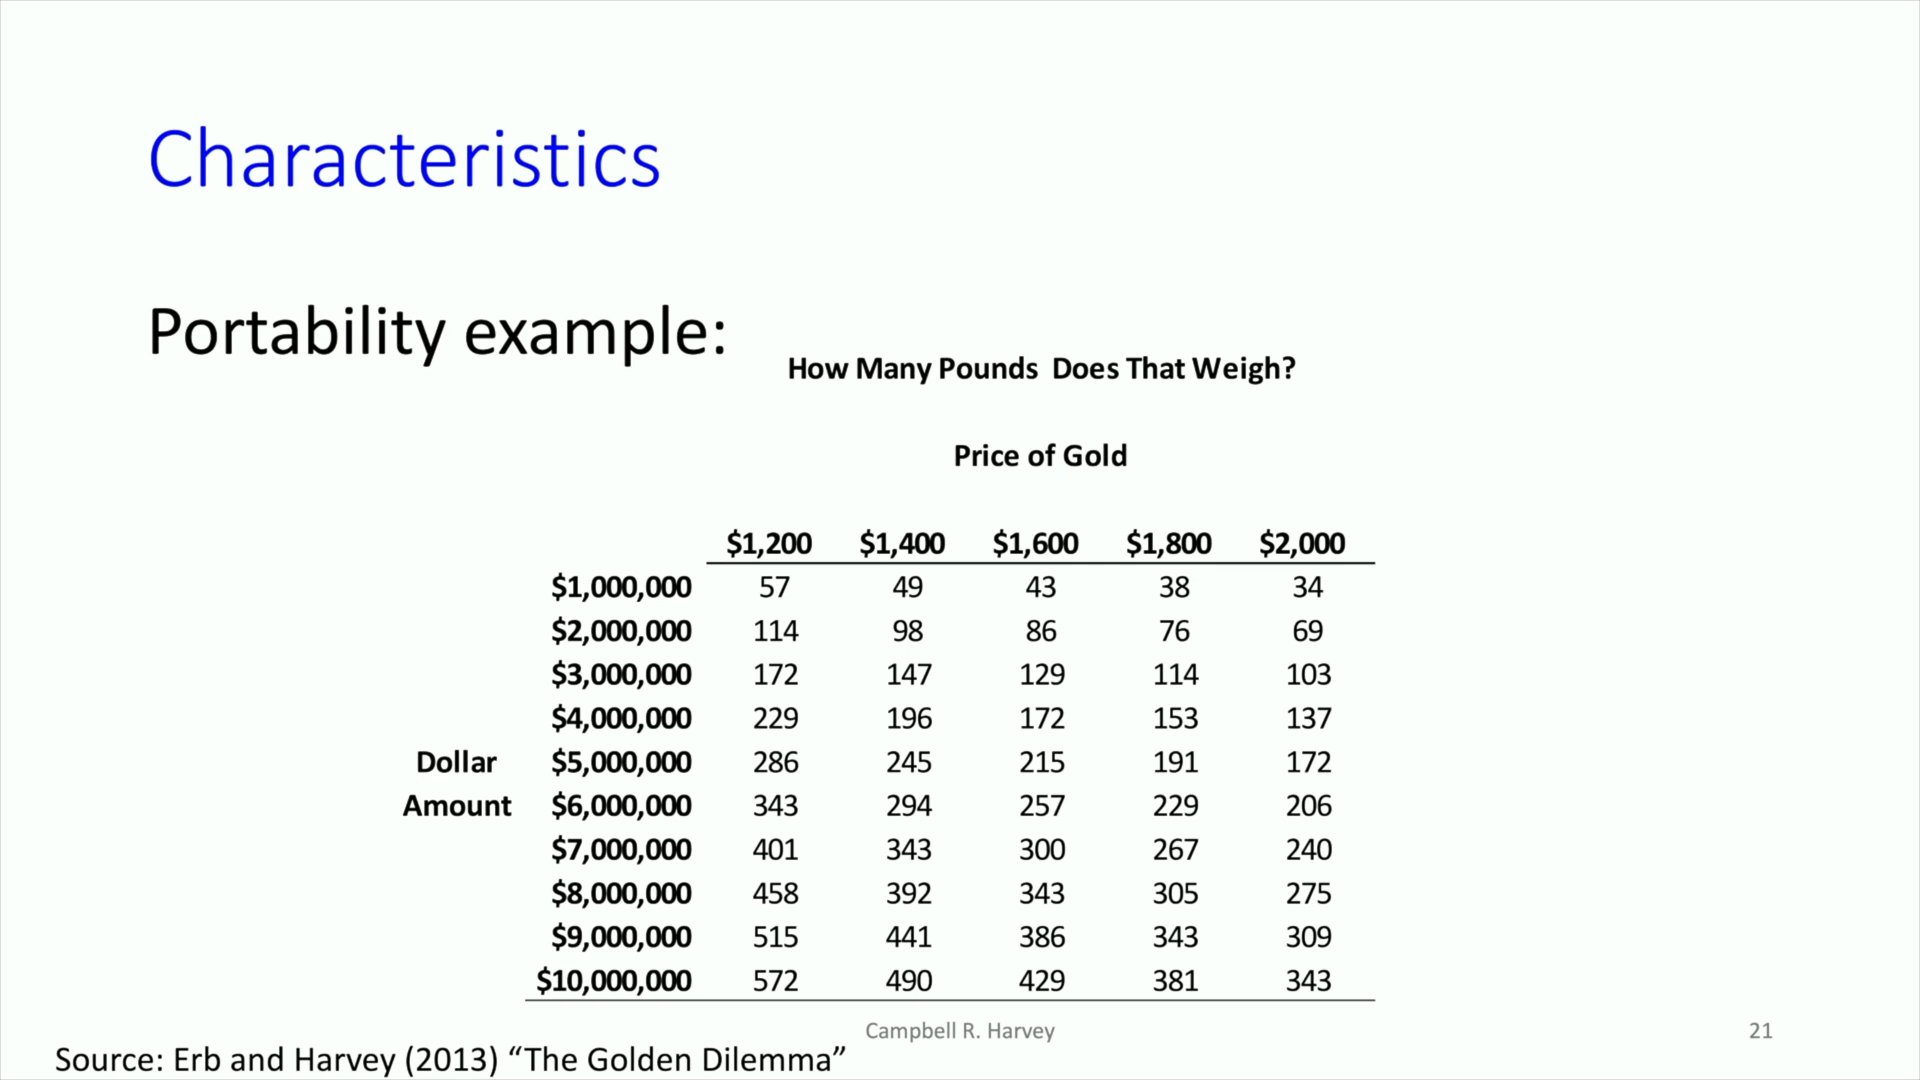 Characteristics
Portability example:
How Many Pounds Does That Weigh?
Price of Gold
$1,200 $1,400 $1,600 $1,800 $2,000
$1,000,000 57 49 43 38 34
$2,000,000 114 98 86 76 69
$3,000,000 172 147 129 114 103
$4,000,000 229 196 172 153 137
Dollar $5,000,000 286 245 215 191 172
Amount $6,000,000 343 294 257 229 206
$7,000,000 401 343 300 267 240
$8,000,000 458 392 343 305 275
$9,000,000 515 441 386 343 309
$10,000,000 572 490 429 381 343
Campbell R. Harvey 21
Source: Erb and Harvey (2013) “The Golden Dilemma”